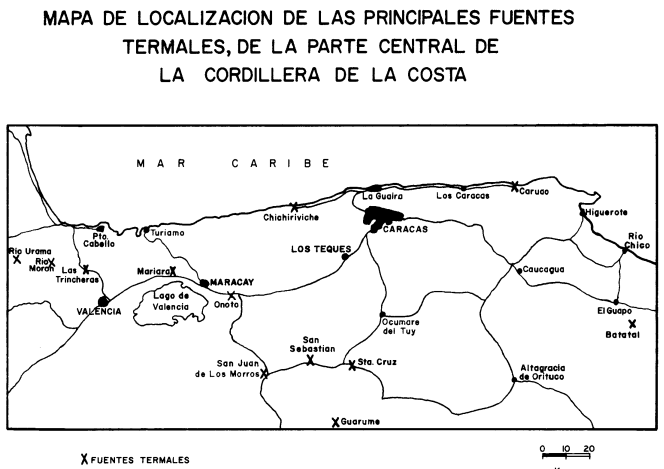 MAPA DE LOCALIZACION DE LAS PRINCIPALES FUENTES
TERMALES, DE LA PARTE CENTRAL DE
LA CORDILLERA DE LA COSTA
MAR CARIBE
La Guaira
Los Caracas
Caruao
Chichiriviche
Higuerote
Pto.
Cabello
Turiamo
CARACAS
Rio
Chico
Rio Urama
Rio
Moron
Las
Trincheras
Mariara
LOS TEQUES
MARACAY
Caucagua
VALENCIA
Lago de
Valencia
Onoto
El Guapo
Ocumare
del Tuy
Batatal
San
Sebastian
San Juan
de Los Morros
Sta. Cruz
Altagracia
de Orituco
Guarume
X FUENTES TERMALES
0 10 20